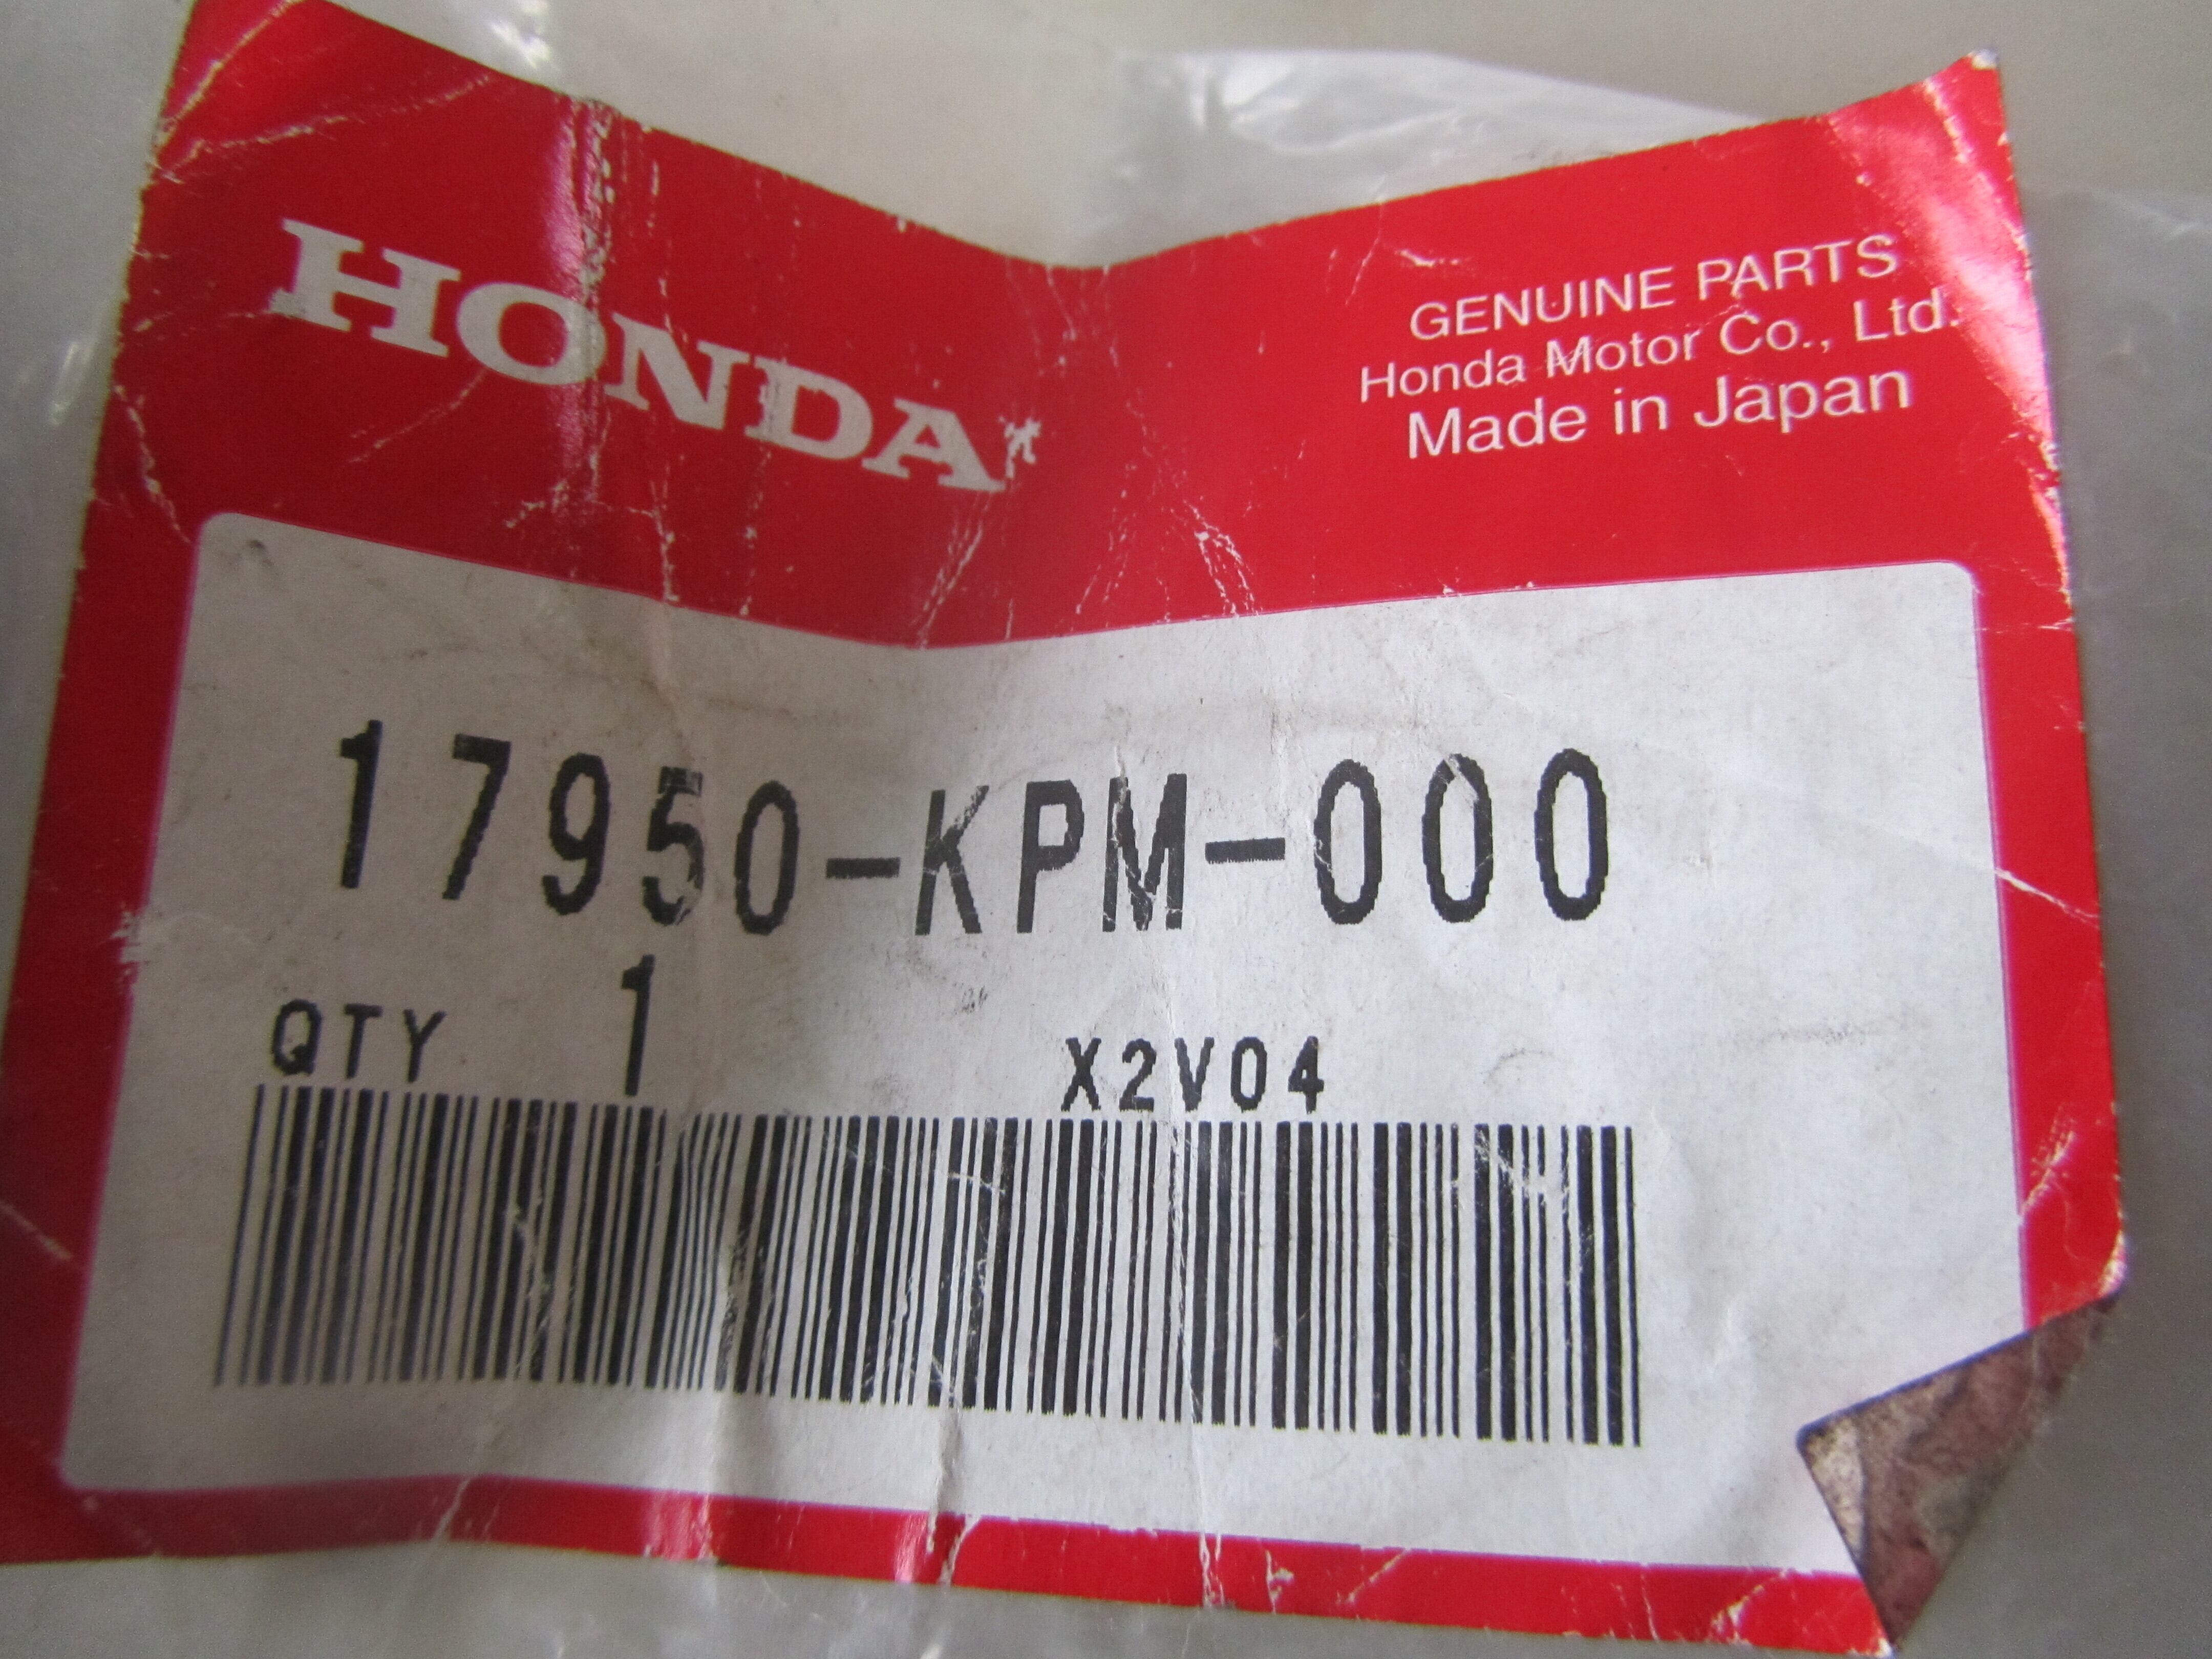 HONDA
GENUINE PARTS
Honda Motor Co., Ltd.
Made in Japan
17950-KPM-000
QTY 1 X2V04